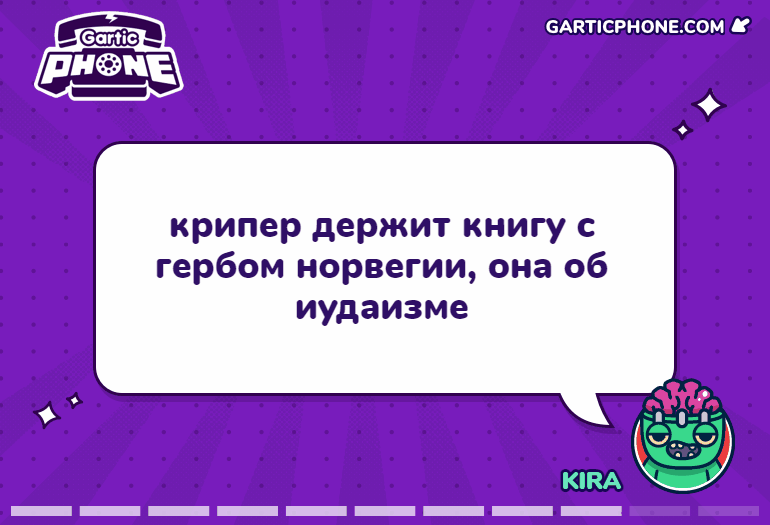 Gartic
PHONE
GARTICPHONE.COM
крипер держит книгу с
гербом норвегии, она об
иудаизме
KIRA